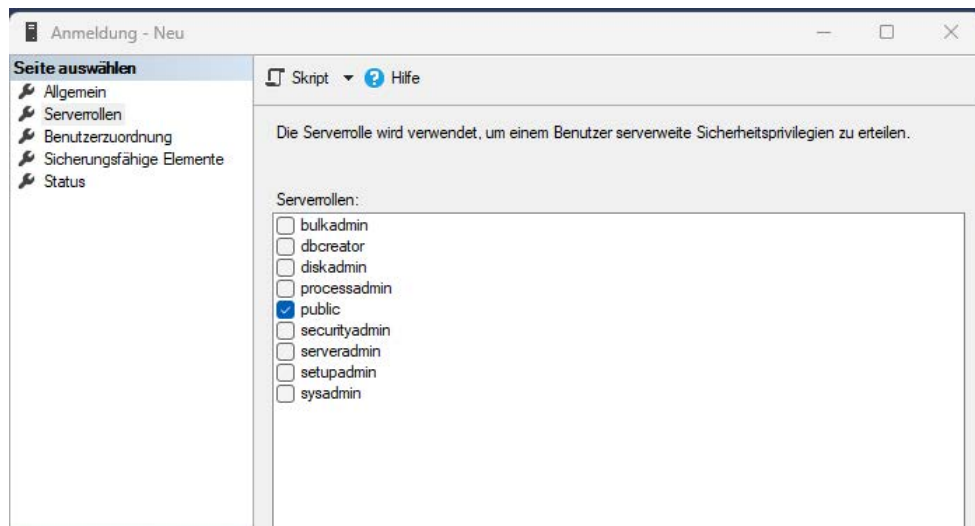 Anmeldung - Neu
Seite auswählen
Allgemein
Serverrollen
Benutzerzuordnung
Sicherungsfähige Elemente
Status
Skript
Hilfe
Die Serverrolle wird verwendet, um einem Benutzer serverweite Sicherheitsprivilegien zu erteilen.
Serverrollen:
bulkadmin
dbcreator
diskadmin
processadmin
public
securityadmin
serveradmin
setupadmin
sysadmin